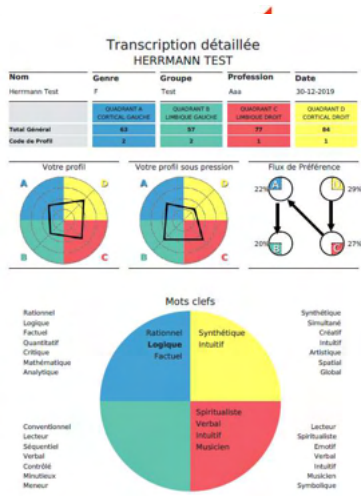 Transcription détaillée
HERRMANN TEST
Nom Genre Groupe Profession Date
Herrmann Test F Test Aaa 30-12-2019
QUADRANT A QUADRANT B QUADRANT C QUADRANT D
CORTICAL GAUCHE LIMBIQUE GAUCHE LIMBIQUE DROIT CORTICAL DROIT
Total Général 63 57 77 84
Code de Profil 2 2 1 1
Votre profil Votre profil sous pression Flux de Préférence
A D A D 22% A D 29%
B C B C 20% B C 27%
Mots clefs
Rationnel
Logique
Factuel
Quantitatif
Critique
Mathématique
Analytique
Synthétique
Simultané
Créatif
Intuitif
Artistique
Spatial
Global
Rationnel
Logique
Factuel
Synthétique
Intuitif
Spiritualiste
Verbal
Intuitif
Musicien
Conventionnel
Lecteur
Séquentiel
Verbal
Contrôlé
Minutieux
Meneur
Lecteur
Spiritualiste
Emotif
Verbal
Intuitif
Musicien
Symbolique